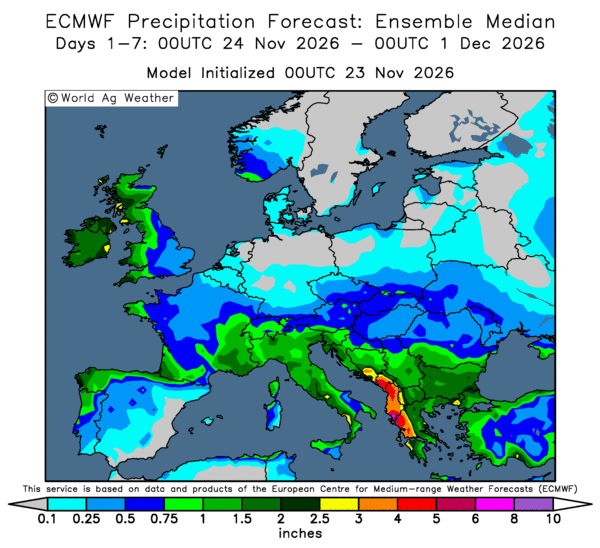 ECMWF Precipitation Forecast: Ensemble Median
Days 1-7: 00UTC 24 Nov 2026 - 00UTC 1 Dec 2026
Model Initialized 00UTC 23 Nov 2026
© World Ag Weather
This service is based on data and products of the European Centre for Medium-range Weather Forecasts (ECMWF)
0.1 0.25 0.5 0.75 1 1.5 2 2.5 3 4 5 6 8 10
inches